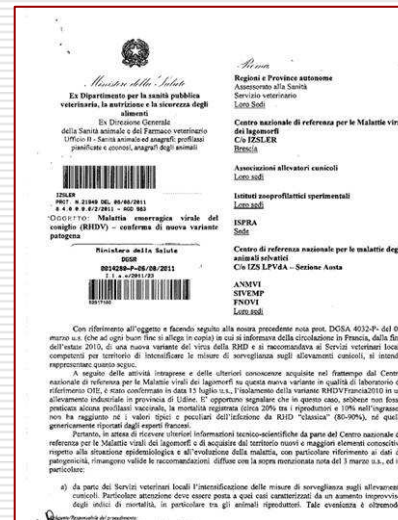 Ministero della Salute
Ex Dipartimento per la sanità pubblica
veterinaria, la nutrizione e la sicurezza degli
alimenti
Ex Direzione Generale
della Sanità animale e del Farmaco veterinario
Ufficio II - Sanità animale ed anagrafi: profilassi
pianificate e zoonosi, anagrafi degli animali
IZSLER
PROT. N. DEL 08/08/2011
OGGETTO: Malattia emorragica virale del
coniglio (RHDV) – conferma di nuova variante
patogena
Ministero della Salute
DGSR
0014289-P-05/08/2011
Roma
Regioni e Province autonome
Assessorato alla Sanità
Servizio veterinario
Loro Sedi
Centro nazionale di referenza per le Malattie vira
dei lagomorfi
C/o IZSLER
Brescia
Associazioni allevatori cunicoli
Loro sedi
Istituti zooprofilattici sperimentali
Loro sedi
ISPRA
Sede
Centro di referenza nazionale per le malattie deg
animali selvatici
C/o IZS LPVdA – Sezione Aosta
ANMVI
SIVEMP
FNOVI
Loro sedi
Con riferimento all'oggetto e facendo seguito alla nostra precedente nota prot. DGSA 4032-P- del 0
marzo u.s. (che ad ogni buon fine si allega in copia) in cui si informava della circolazione in Francia, dalla fin
dell'estate 2010, di una nuova variante del virus della RHD e si raccomandava ai Servizi veterinari local
competenti per territorio di intensificare le misure di sorveglianza sugli allevamenti cunicoli, si intend
rappresentare quanto segue.
A seguito delle attività intraprese e delle ulteriori conoscenze acquisite nel frattempo dal Centro
nazionale di referenza per le Malattie virali dei lagomorfi su questa nuova variante in qualità di laboratorio d
riferimento OIE, è stato confermato in data 15 luglio u.s., l'isolamento della variante RHDVFrancia2010 in u
allevamento industriale in provincia di Udine. E' opportuno segnalare che in questo caso, sebbene non foss
praticata alcuna profilassi vaccinale, la mortalità registrata (circa 20% tra i riproduttori e 10% nell'ingrasso
non ha raggiunto né i valori tipici e peculiari dell'infezione da RHD "classica" (80-90%), né quell
genericamente riportati dagli esperti francesi.
Pertanto, in attesa di ricevere ulteriori informazioni tecnico-scientifiche da parte del Centro nazionale d
referenza per le Malattie virali dei lagomorfi e di acquisire dal territorio nuovi e maggiori elementi conoscitiv
rispetto alla situazione epidemiologica e all'evoluzione della malattia, con particolare riferimento ai dati d
patogenicità, rimangono valide le raccomandazioni diffuse con la sopra menzionata nota del 3 marzo u.s., ed i
particolare:
a) da parte dei Servizi veterinari locali l'intensificazione delle misure di sorveglianza sugli allevamen
cunicoli. Particolare attenzione deve essere posta a quei casi caratterizzati da un aumento improvvis
degli indici di mortalità, in particolare tra gli animali riproduttori. Tale evenienza è oltremod